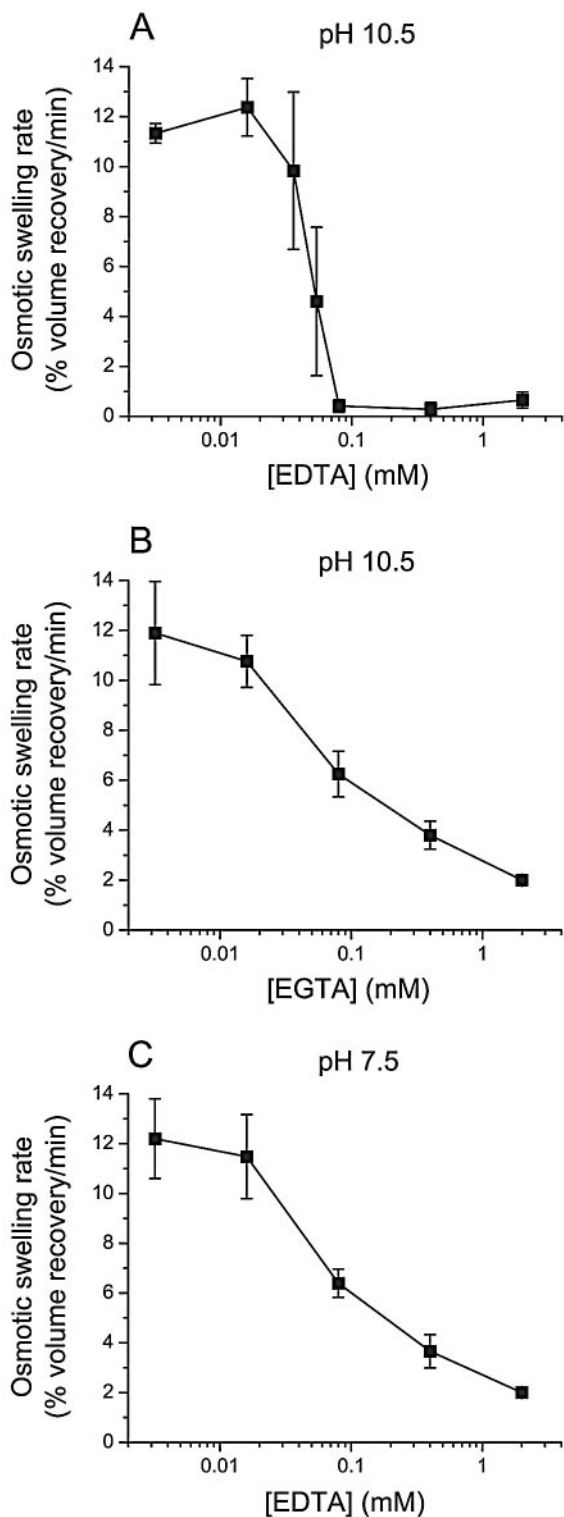 A
pH 10.5
Osmotic swelling rate
(% volume recovery/min)
14
12
10
8
6
4
2
0
0.01
0.1
1
[EDTA] (mM)
B
pH 10.5
Osmotic swelling rate
(% volume recovery/min)
14
12
10
8
6
4
2
0
0.01
0.1
1
[EGTA] (mM)
C
pH 7.5
Osmotic swelling rate
(% volume recovery/min)
14
12
10
8
6
4
2
0
0.01
0.1
1
[EDTA] (mM)